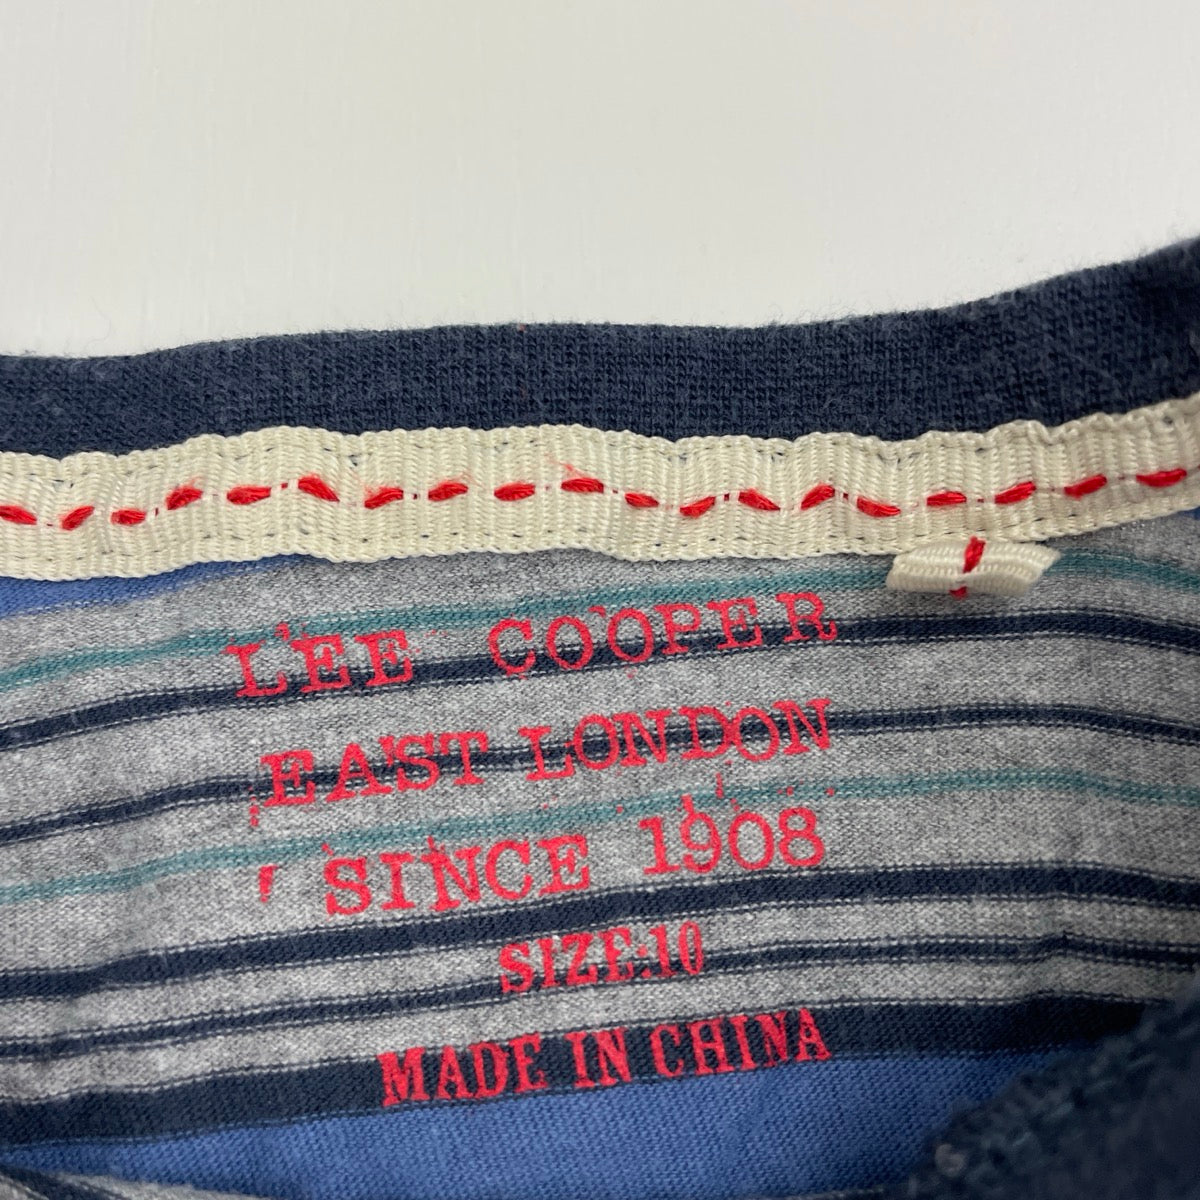 LEE COOPER
EAST LONDON
SINCE 1908
SIZE:10
MADE IN CHINA